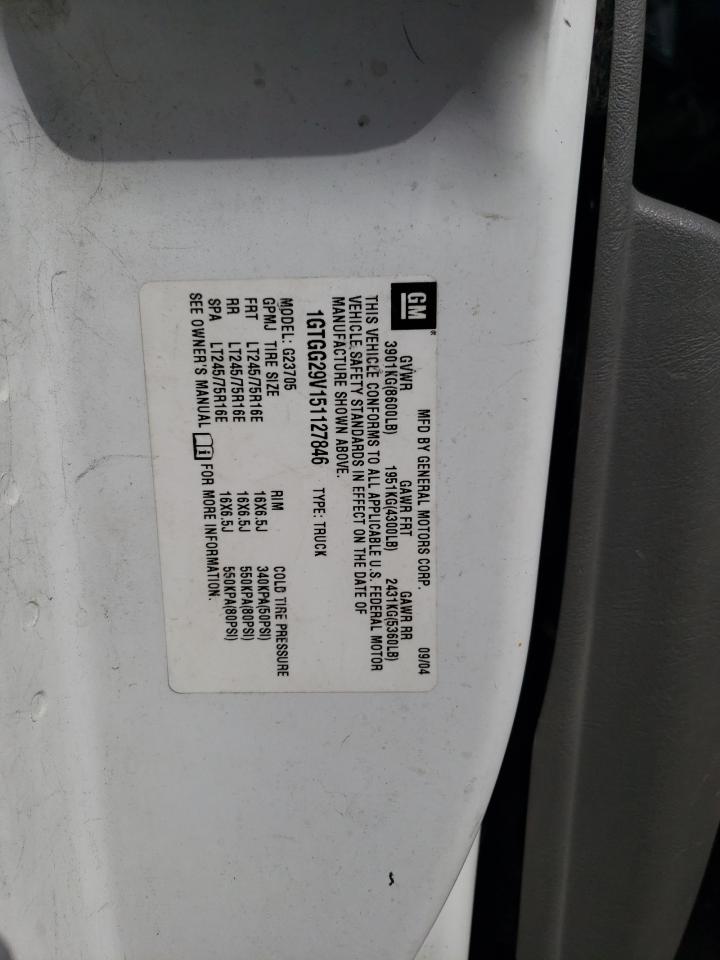 GM
MFD BY GENERAL MOTORS CORP. 09/04
GVWR GAWR FRT GAWR RR
3901KG(8600LB) 1951KG(4300LB) 2431KG(5360LB)
THIS VEHICLE CONFORMS TO ALL APPLICABLE U.S. FEDERAL MOTOR
VEHICLE SAFETY STANDARDS IN EFFECT ON THE DATE OF
MANUFACTURE SHOWN ABOVE.
1GTGG29V151127846 TYPE: TRUCK
MODEL: G23705
GPMJ TIRE SIZE RIM COLD TIRE PRESSURE
FRT LT245/75R16E 16X6.5J 340KPA(50PSI)
RR LT245/75R16E 16X6.5J 550KPA(80PSI)
SPA LT245/75R16E 16X6.5J 550KPA(80PSI)
SEE OWNER'S MANUAL FOR MORE INFORMATION.